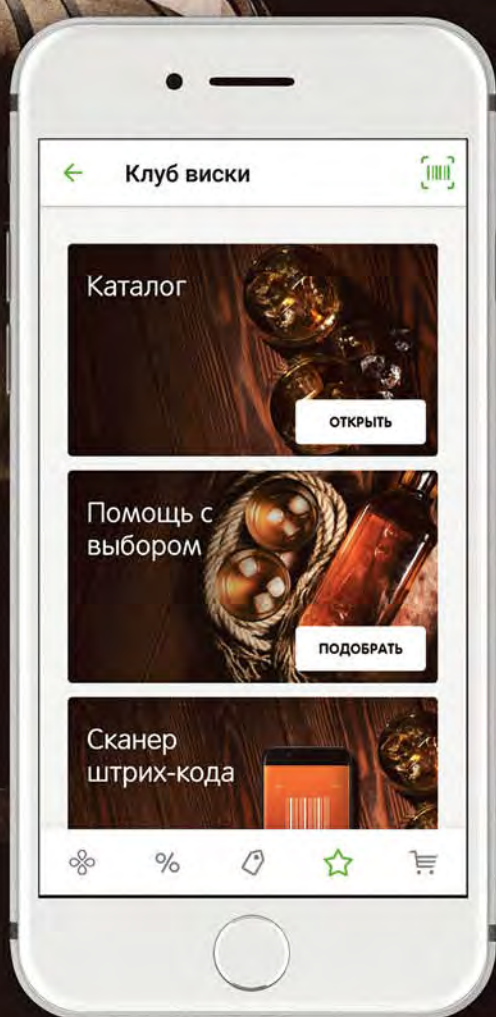 Клуб виски
Каталог
ОТКРЫТЬ
Помощь с
выбором
ПОДОБРАТЬ
Сканер
штрих-кода
%